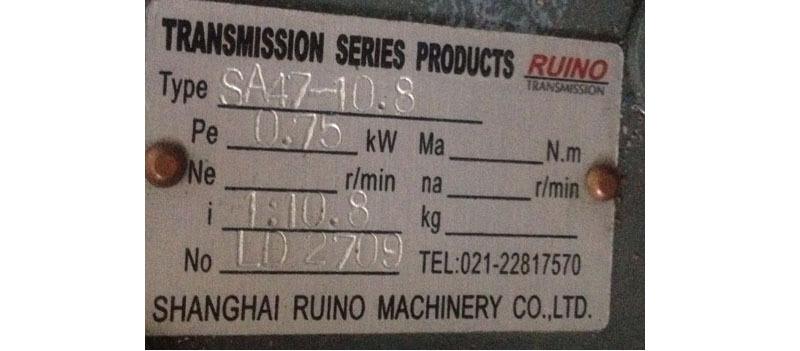 TRANSMISSION SERIES PRODUCTS RUINO
TRANSMISSION
Type SA47-10.8
Pe 0.75 kW Ma N.m
Ne r/min na r/min
i 1:10.8 kg
No LD 2709 TEL:021-22817570
SHANGHAI RUINO MACHINERY CO.,LTD.